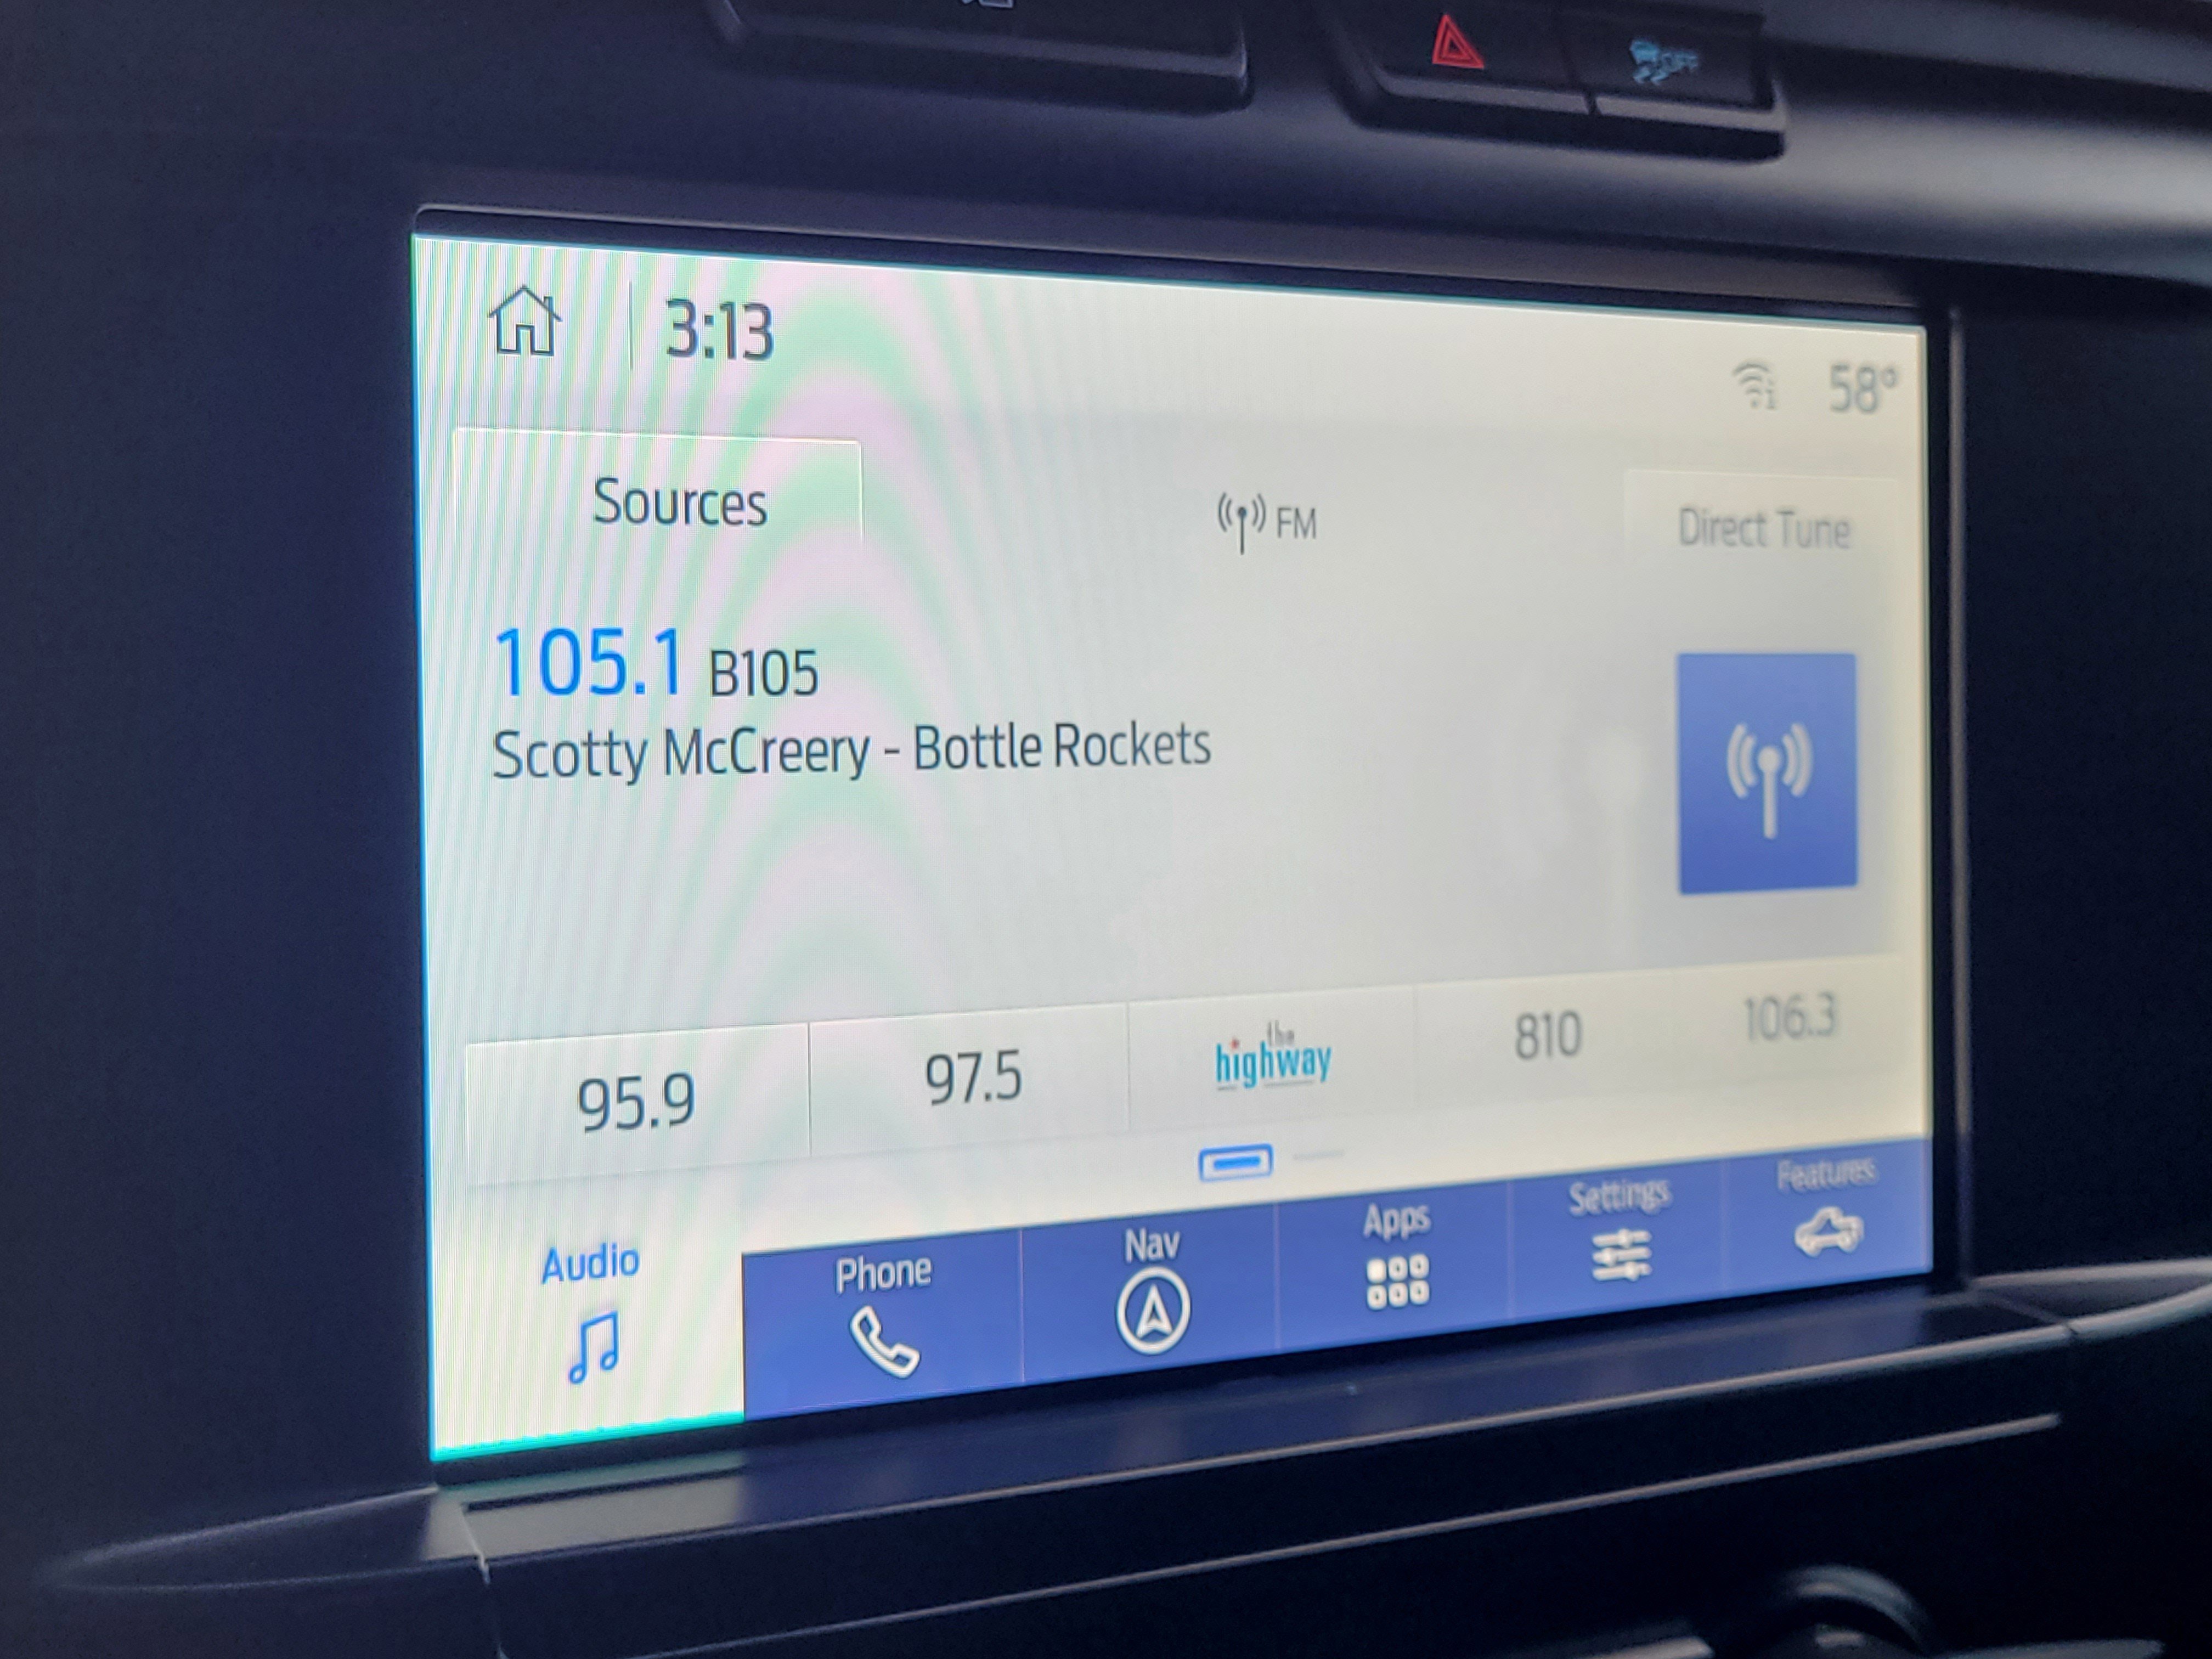 OFF
3:13
58°
Sources
FM
Direct Tune
105.1 B105
Scotty McCreery - Bottle Rockets
95.9
97.5
the
highway
810
106.3
Audio
Phone
Nav
Apps
Settings
Features